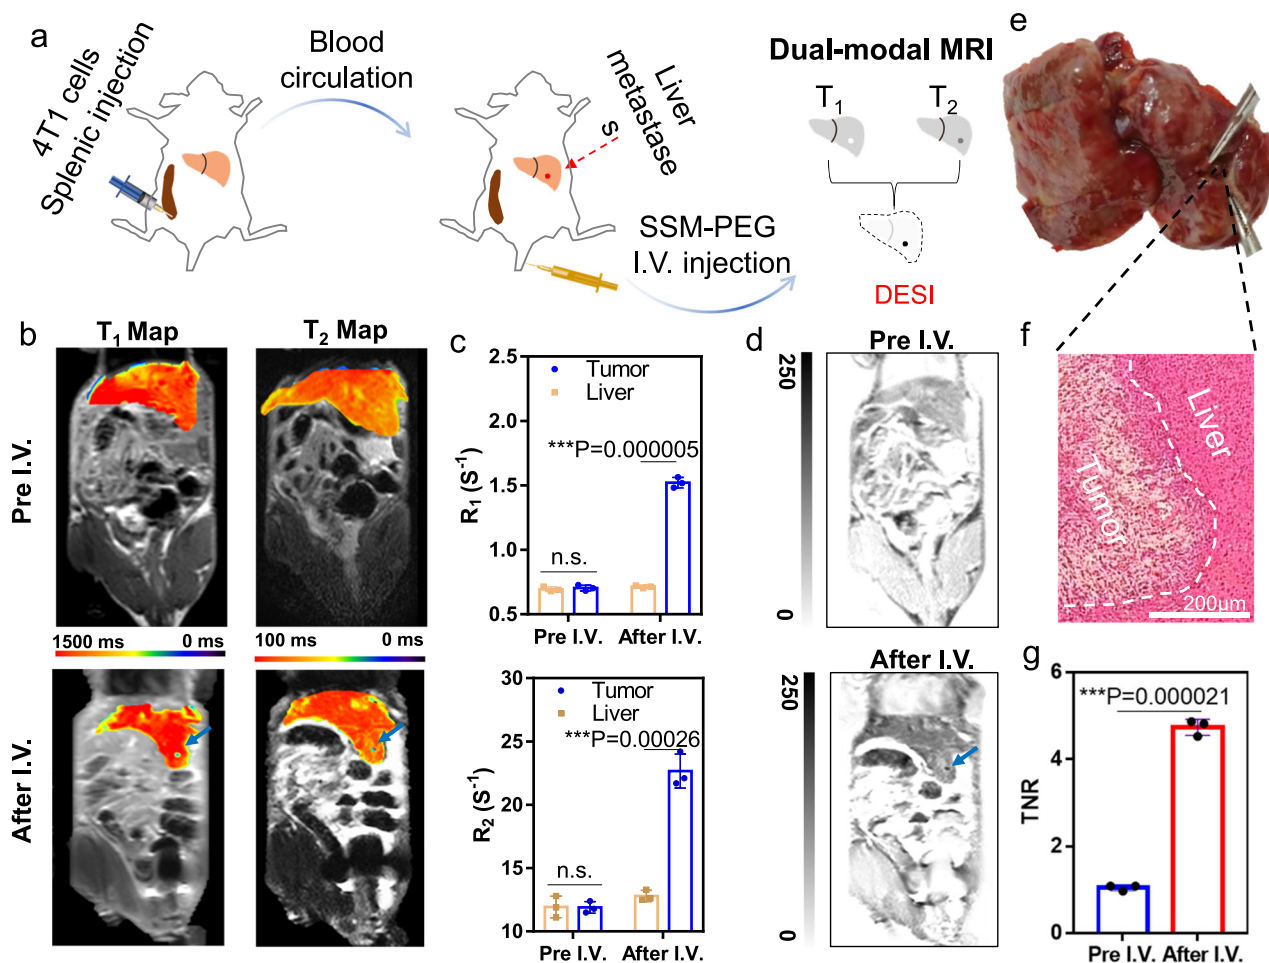 a
4T1 cells
Splenic injection
Blood
circulation
Liver
metastase
s
SSM-PEG
I.V. injection
Dual-modal MRI
T1
T2
DESI
e
b
T1 Map
T2 Map
Pre I.V.
1500 ms
0 ms
100 ms
0 ms
After I.V.
c
2.5
2.0
1.5
1.0
0.5
R1 (S-1)
Tumor
Liver
***P=0.000005
n.s.
Pre I.V.
After I.V.
30
25
20
15
10
R2 (S-1)
Tumor
Liver
***P=0.00026
n.s.
Pre I.V.
After I.V.
d
Pre I.V.
250
0
After I.V.
250
0
f
Liver
Tumor
200μm
g
6
4
2
0
TNR
***P=0.000021
Pre I.V.
After I.V.